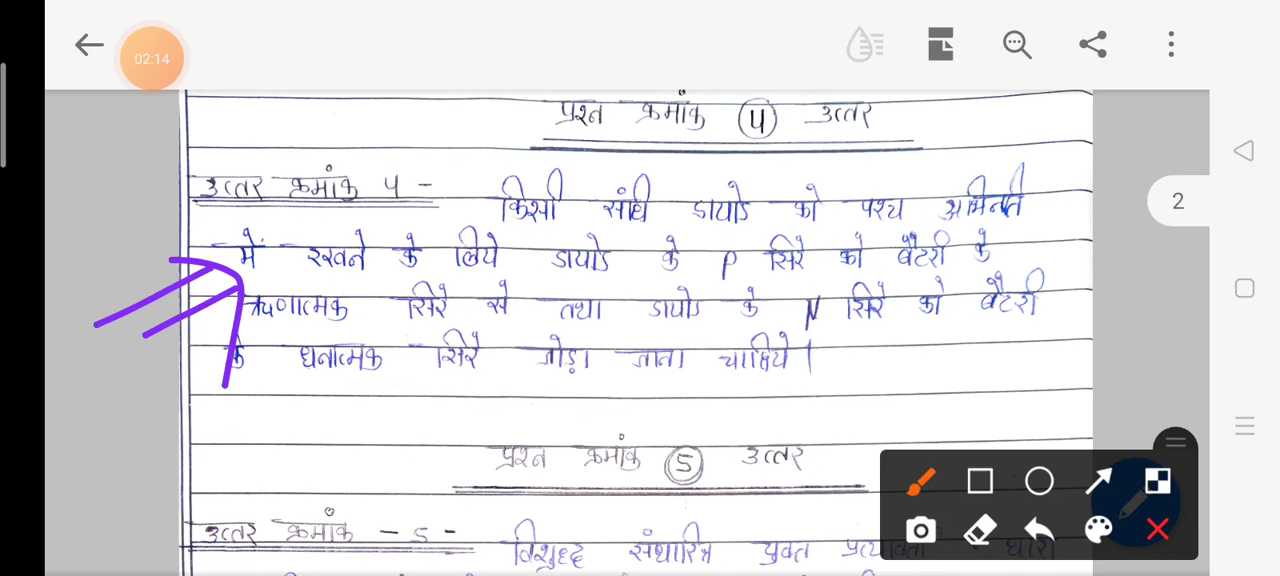 02:14
प्रश्न क्रमांक 4 उत्तर
2
उत्तर क्रमांक 4 - किसी संधि डायोड को पश्च अभिनती
में रखने के लिये डायोड के P सिरे को बैटरी के
ऋणात्मक सिरे से तथा डायोड के N सिरे को बैटरी
के धनात्मक सिरे जोड़ा जाता चाहिये।
प्रश्न क्रमांक 5 उत्तर
उत्तर क्रमांक - 5 - विशुद्ध संधारित्र युक्त प्रत्यावर्ती धारा